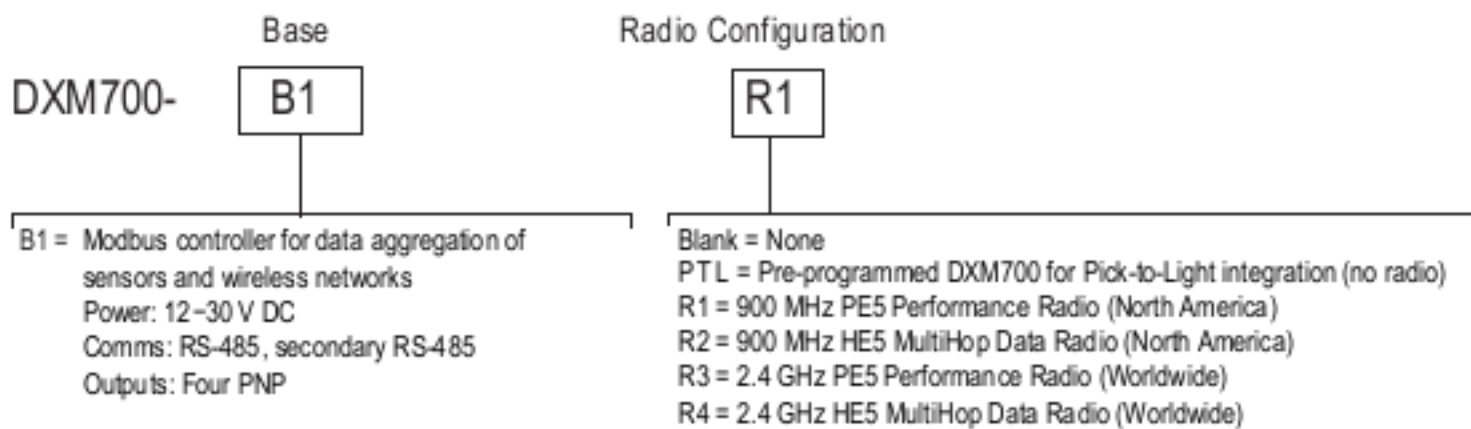 Base Radio Configuration
DXM700- B1 R1
B1 = Modbus controller for data aggregation of
sensors and wireless networks
Power: 12–30 V DC
Comms: RS-485, secondary RS-485
Outputs: Four PNP
Blank = None
PTL = Pre-programmed DXM700 for Pick-to-Light integration (no radio)
R1 = 900 MHz PE5 Performance Radio (North America)
R2 = 900 MHz HE5 MultiHop Data Radio (North America)
R3 = 2.4 GHz PE5 Performance Radio (Worldwide)
R4 = 2.4 GHz HE5 MultiHop Data Radio (Worldwide)